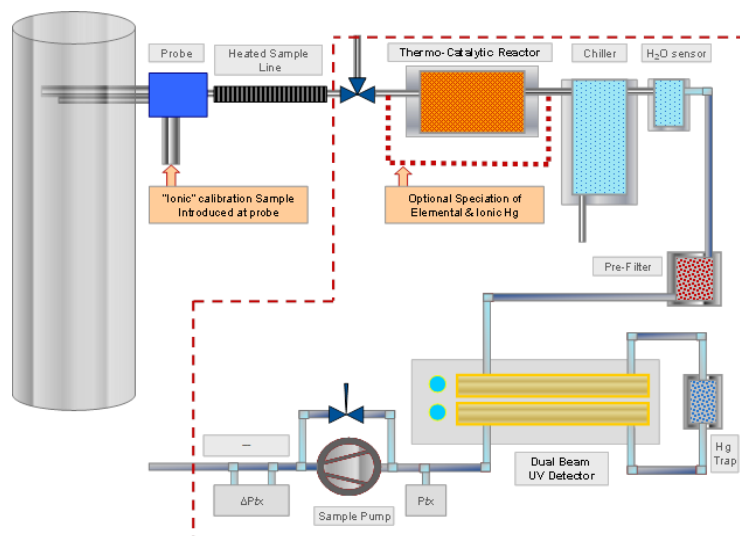 Probe
Heated Sample
Line
Thermo-Catalytic Reactor
Chiller
H₂O sensor
"Ionic" calibration Sample
Introduced at probe
Optional Speciation of
Elemental & Ionic Hg
Pre-Filter
Hg
Trap
Dual Beam
UV Detector
ΔPtx
Sample Pump
Ptx